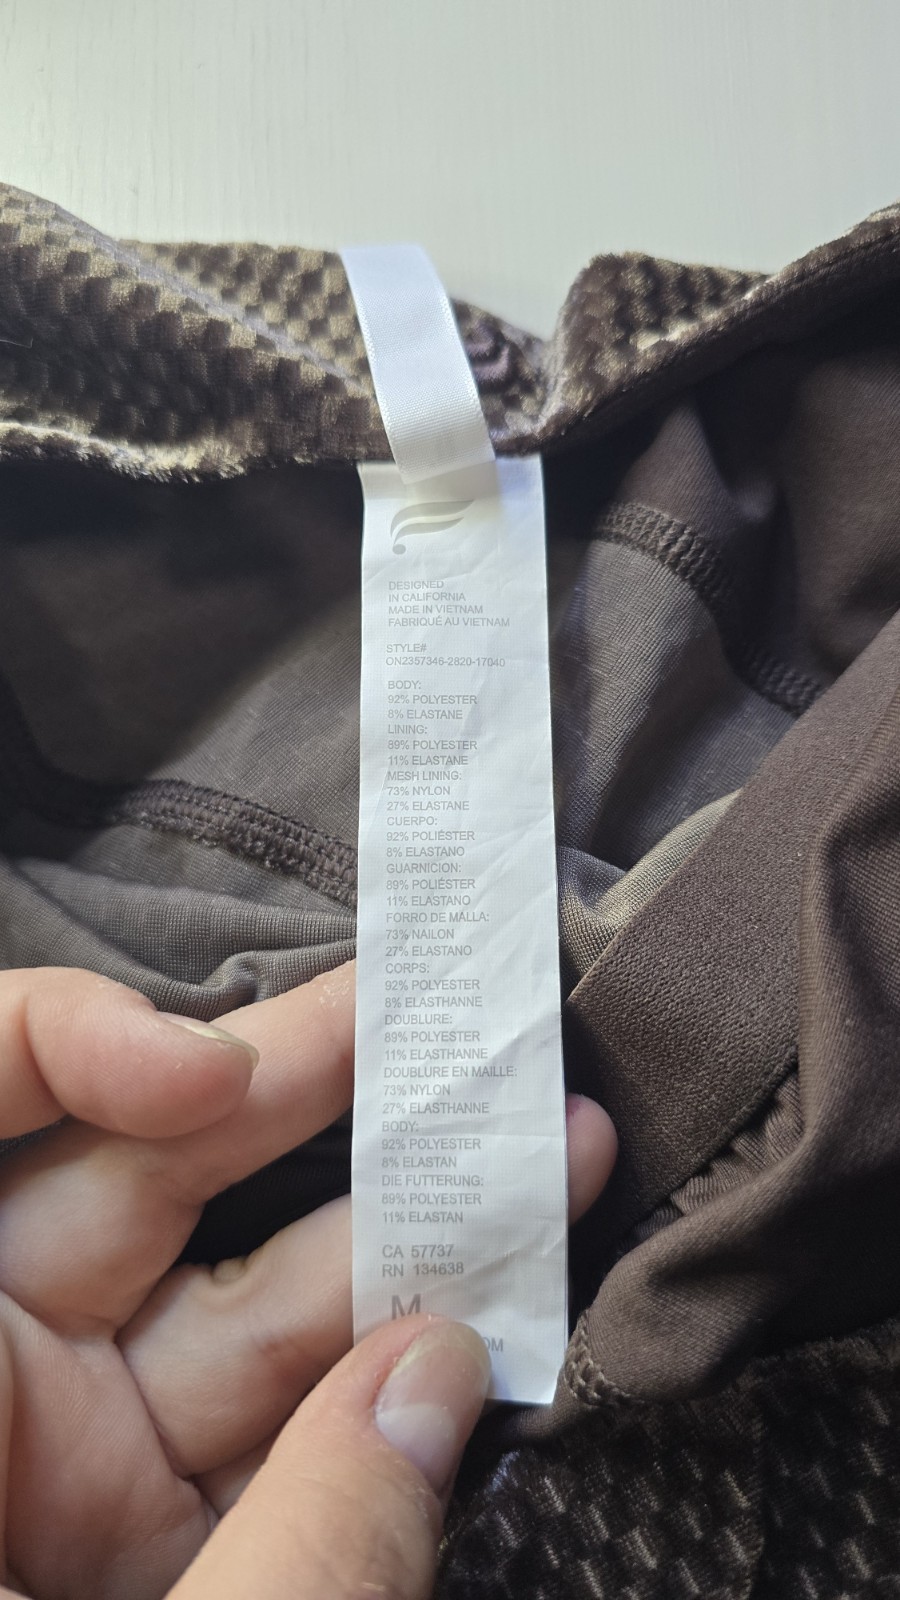 DESIGNED
IN CALIFORNIA
MADE IN VIETNAM
FABRIQUÉ AU VIETNAM
STYLE#
ON2357346-2820-17040
BODY:
92% POLYESTER
8% ELASTANE
LINING:
89% POLYESTER
11% ELASTANE
MESH LINING:
73% NYLON
27% ELASTANE
CUERPO:
92% POLIÉSTER
8% ELASTANO
GUARNICION:
89% POLIÉSTER
11% ELASTANO
FORRO DE MALLA:
73% NAILON
27% ELASTANO
CORPS:
92% POLYESTER
8% ELASTHANNE
DOUBLURE:
89% POLYESTER
11% ELASTHANNE
DOUBLURE EN MAILLE:
73% NYLON
27% ELASTHANNE
BODY:
92% POLYESTER
8% ELASTAN
DIE FUTTERUNG:
89% POLYESTER
11% ELASTAN
CA 57737
RN 134638
M